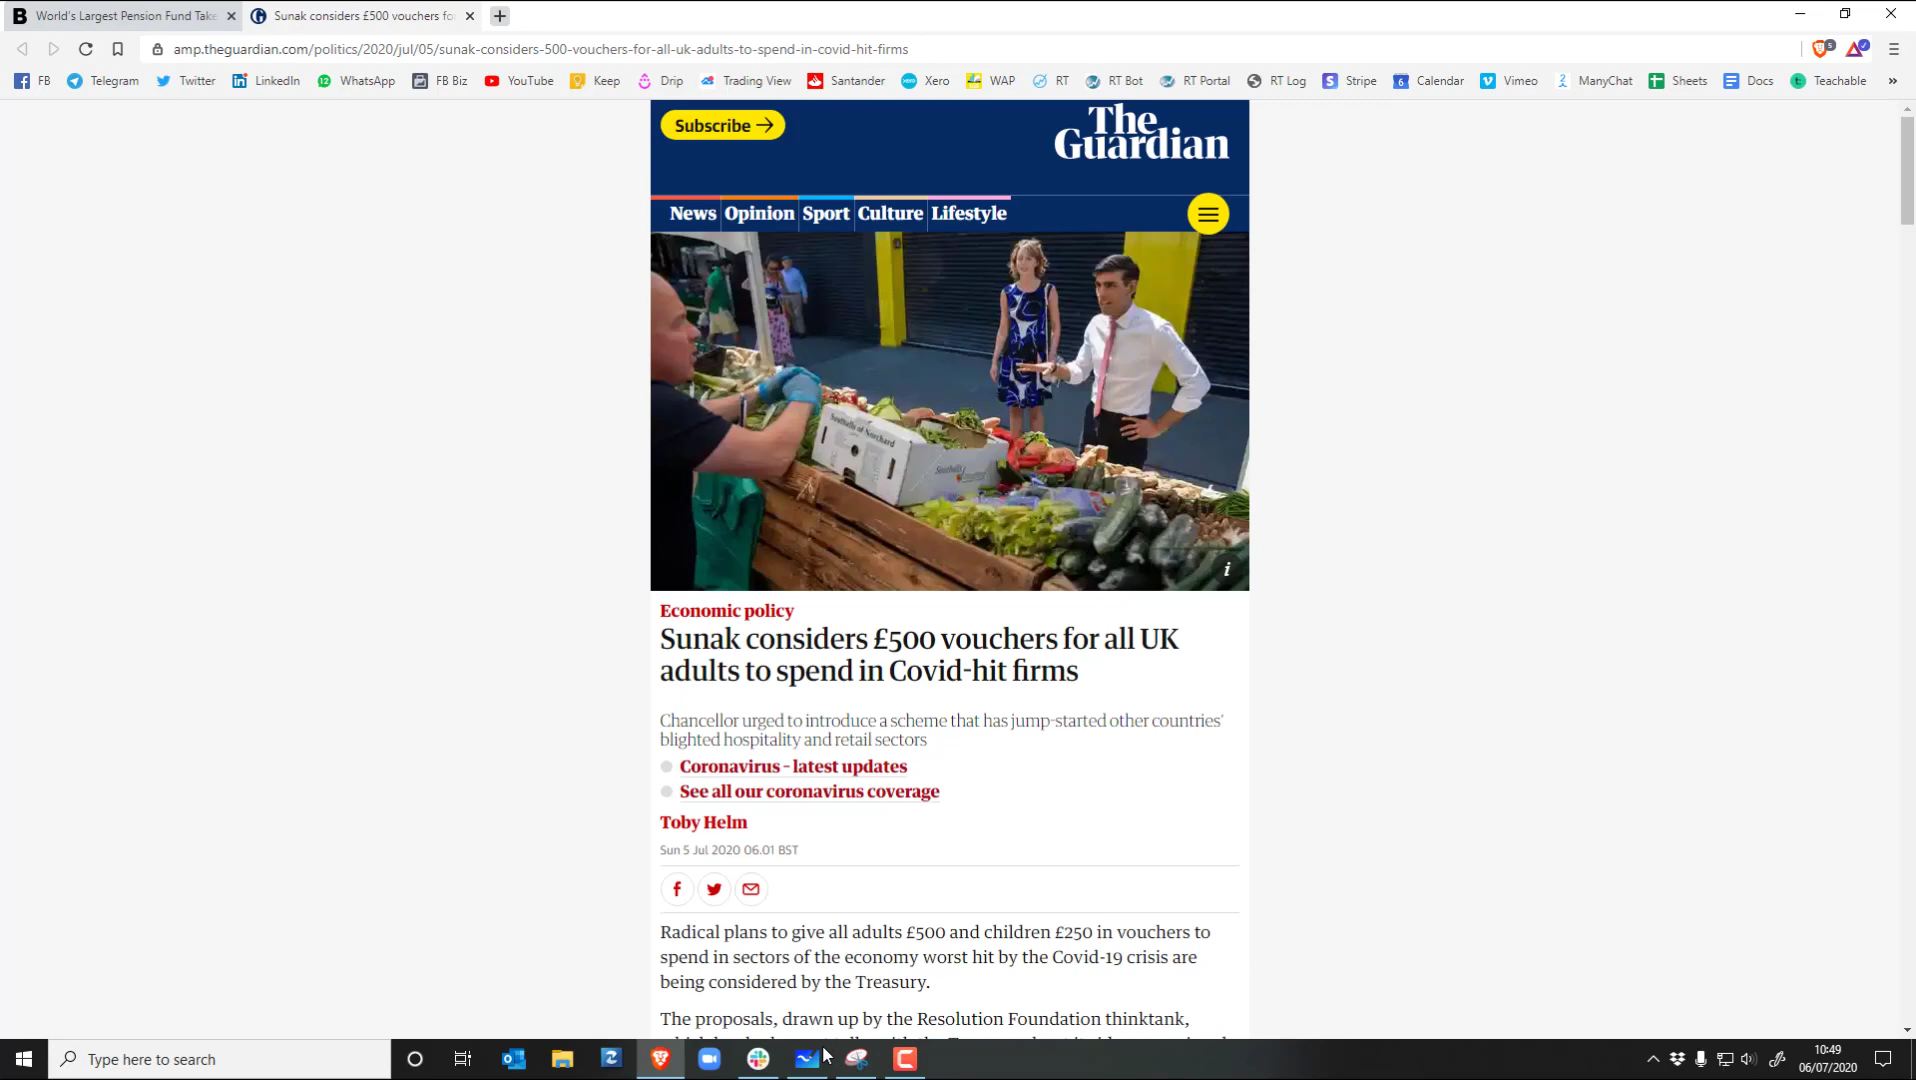 World's Largest Pension Fund Take
Sunak considers £500 vouchers fo
amp.theguardian.com/politics/2020/jul/05/sunak-considers-500-vouchers-for-all-uk-adults-to-spend-in-covid-hit-firms
FB Telegram Twitter LinkedIn WhatsApp FB Biz YouTube Keep Drip Trading View Santander Xero WAP RT RT Bot RT Portal RT Log Stripe Calendar Vimeo ManyChat Sheets Docs Teachable »
Subscribe →
The
Guardian
News Opinion Sport Culture Lifestyle
Southalls of Norchard
i
Economic policy
Sunak considers £500 vouchers for all UK
adults to spend in Covid-hit firms
Chancellor urged to introduce a scheme that has jump-started other countries'
blighted hospitality and retail sectors
Coronavirus – latest updates
See all our coronavirus coverage
Toby Helm
Sun 5 Jul 2020 06.01 BST
Radical plans to give all adults £500 and children £250 in vouchers to
spend in sectors of the economy worst hit by the Covid-19 crisis are
being considered by the Treasury.
The proposals, drawn up by the Resolution Foundation thinktank,
Type here to search
10:49
06/07/2020